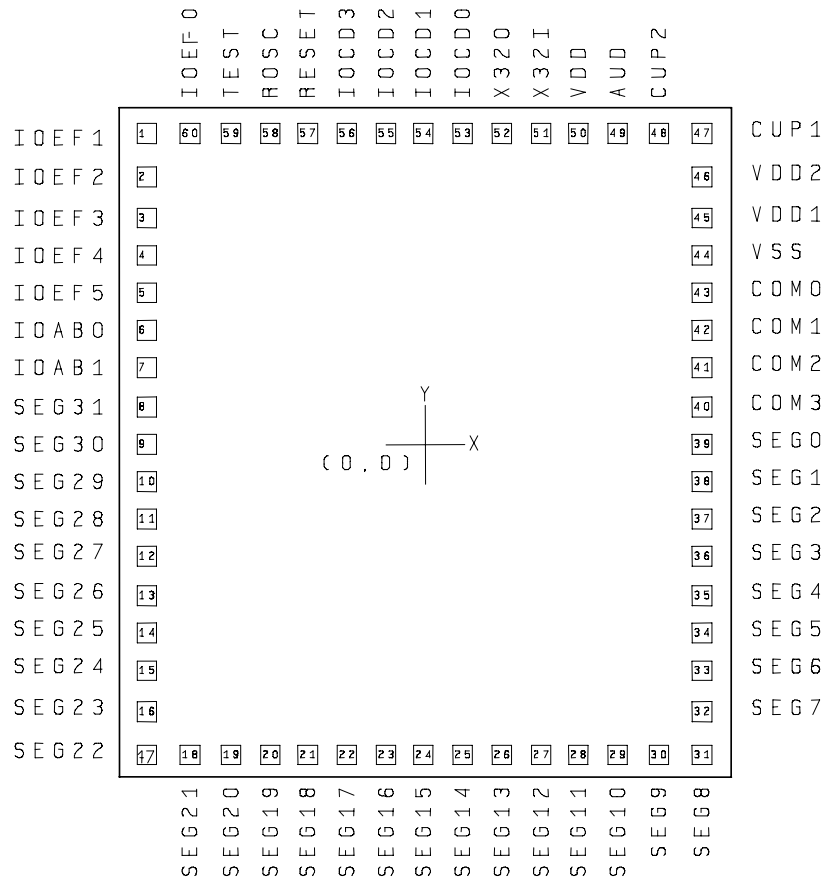 IOEF0 TEST ROSC RESET IOCD3 IOCD2 IOCD1 IOCD0 X32O X32I VDD AUD CUP2
IOEF1 1 60 59 58 57 56 55 54 53 52 51 50 49 48 47 CUP1
IOEF2 2 46 VDD2
IOEF3 3 45 VDD1
IOEF4 4 44 VSS
IOEF5 5 43 COM0
IOAB0 6 42 COM1
IOAB1 7 41 COM2
SEG31 8 40 COM3
Y
SEG30 9 X 39 SEG0
(0,0)
SEG29 10 38 SEG1
SEG28 11 37 SEG2
SEG27 12 36 SEG3
SEG26 13 35 SEG4
SEG25 14 34 SEG5
SEG24 15 33 SEG6
SEG23 16 32 SEG7
SEG22 17 18 19 20 21 22 23 24 25 26 27 28 29 30 31
SEG21 SEG20 SEG19 SEG18 SEG17 SEG16 SEG15 SEG14 SEG13 SEG12 SEG11 SEG10 SEG9 SEG8